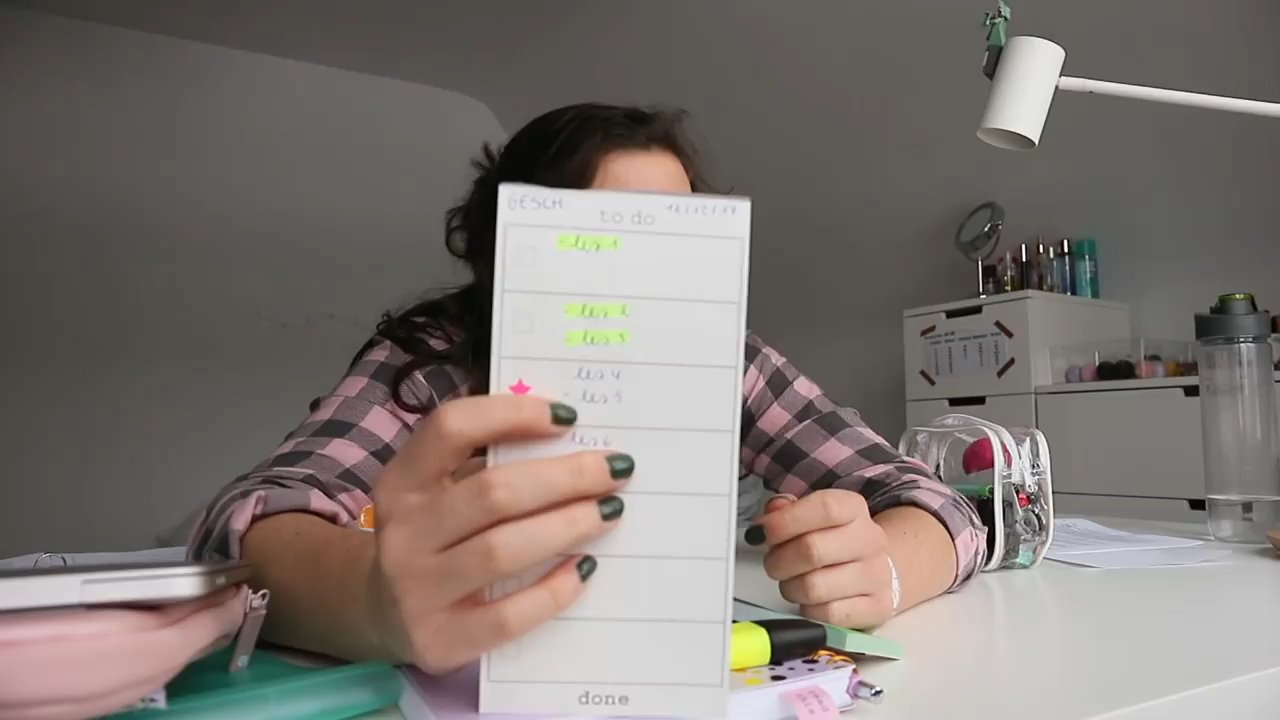 GESCH
to do
- les 1
- les 2
- les 3
- les 4
- les 5
les 6
done